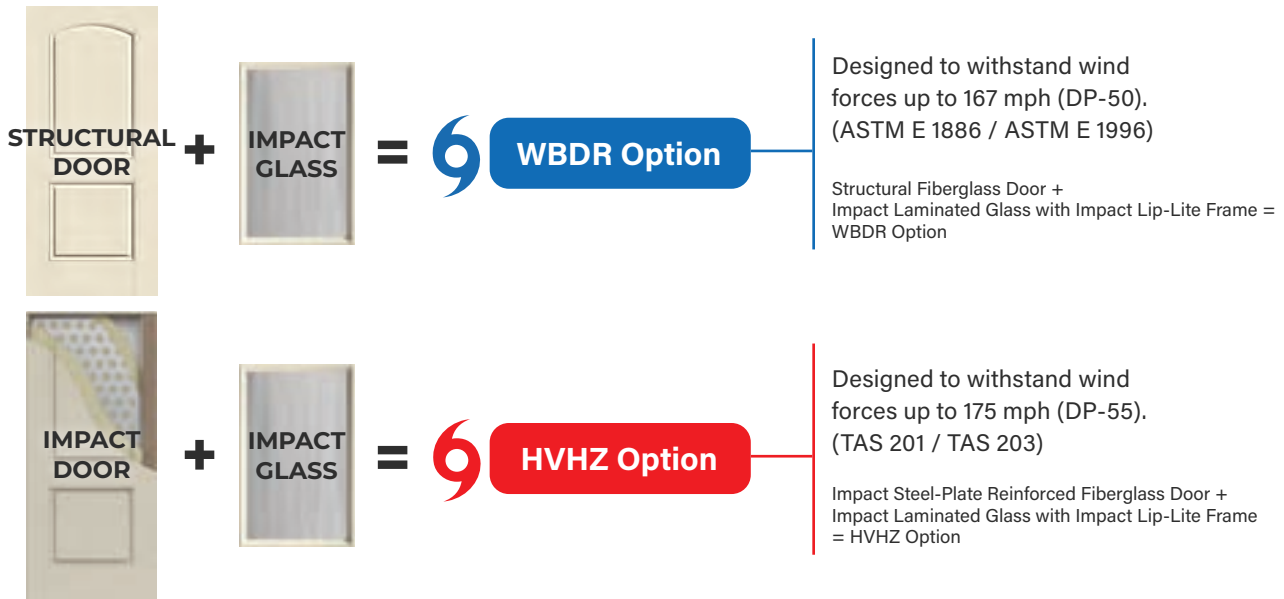 STRUCTURAL
DOOR
+
IMPACT
GLASS
=
WBDR Option
Designed to withstand wind
forces up to 167 mph (DP-50).
(ASTM E 1886 / ASTM E 1996)
Structural Fiberglass Door +
Impact Laminated Glass with Impact Lip-Lite Frame =
WBDR Option
IMPACT
DOOR
+
IMPACT
GLASS
=
HVHZ Option
Designed to withstand wind
forces up to 175 mph (DP-55).
(TAS 201 / TAS 203)
Impact Steel-Plate Reinforced Fiberglass Door +
Impact Laminated Glass with Impact Lip-Lite Frame
= HVHZ Option